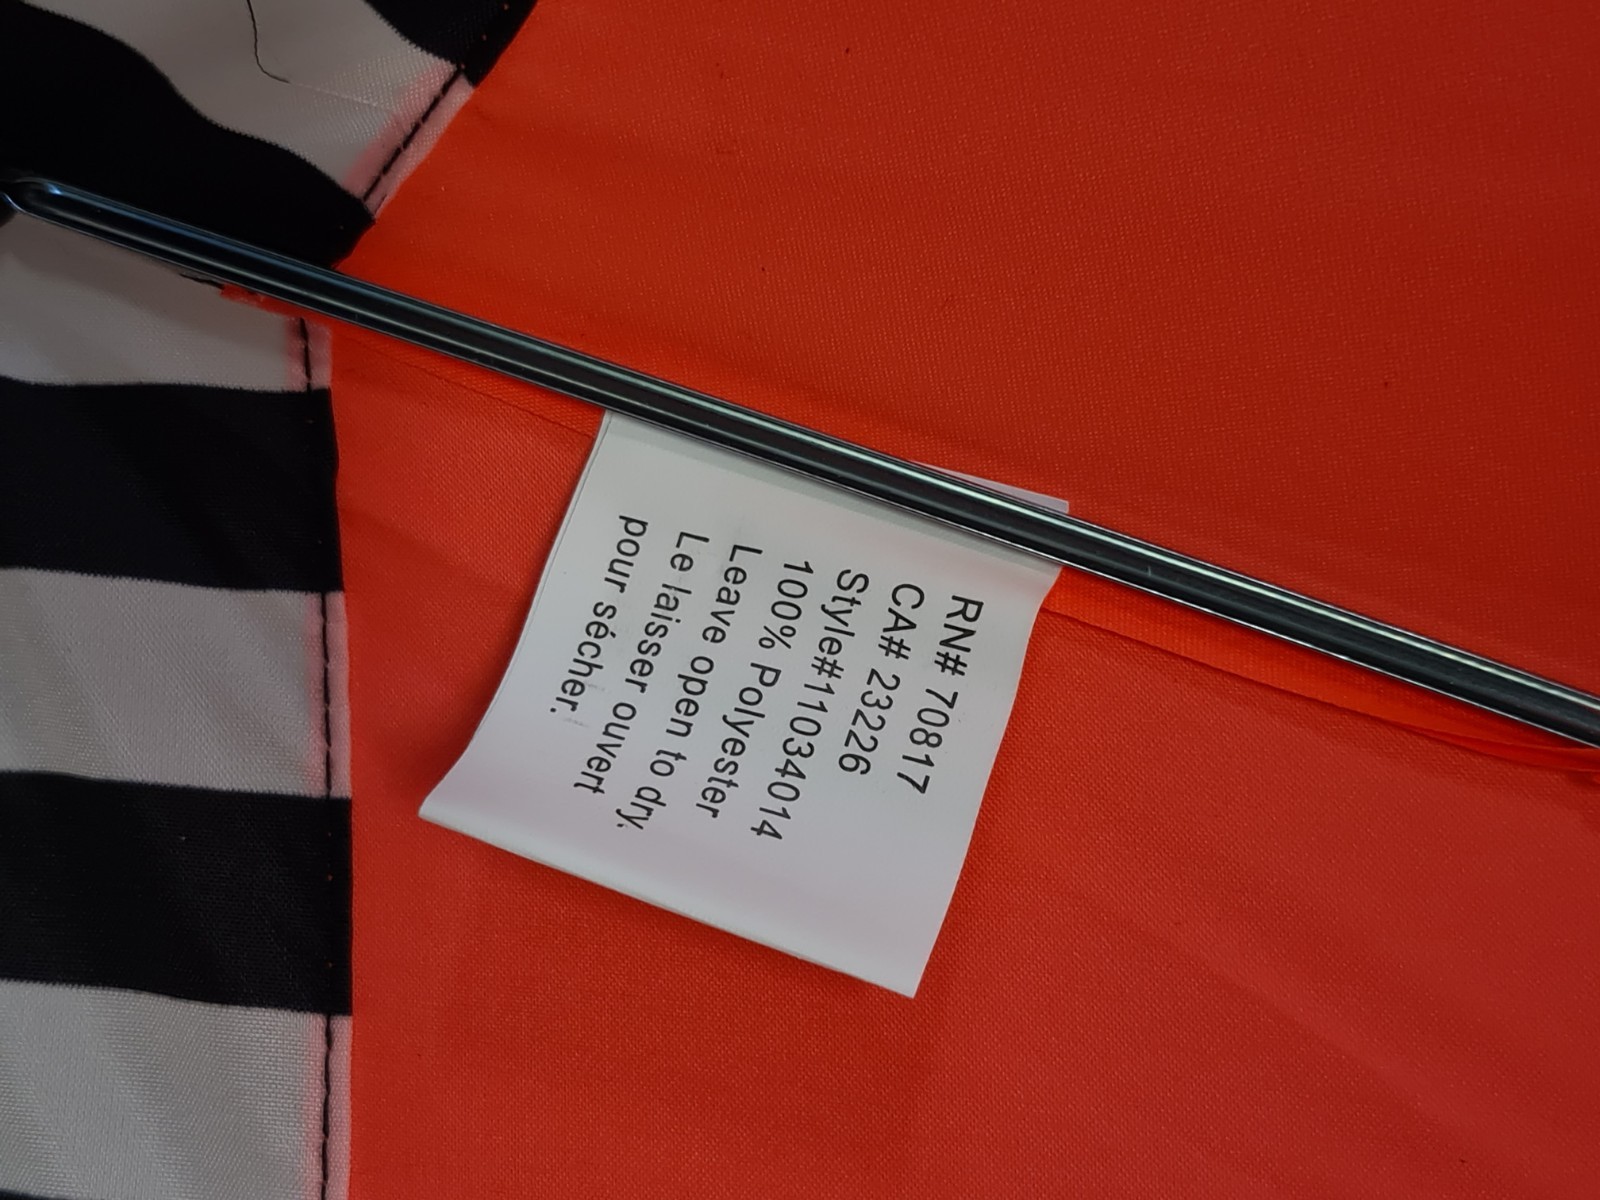 RN# 70817
CA# 23226
Style#11034014
100% Polyester
Leave open to dry.
Le laisser ouvert
pour sécher.